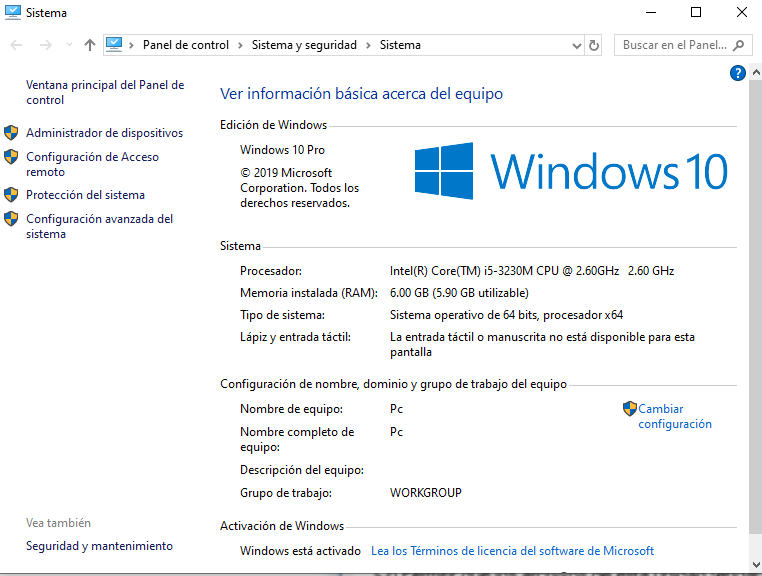 Sistema
Panel de control > Sistema y seguridad > Sistema
Buscar en el Panel...
Ventana principal del Panel de
control
Administrador de dispositivos
Configuración de Acceso
remoto
Protección del sistema
Configuración avanzada del
sistema
Vea también
Seguridad y mantenimiento
?
Ver información básica acerca del equipo
Edición de Windows
Windows 10 Pro
© 2019 Microsoft
Corporation. Todos los
derechos reservados.
Windows 10
Sistema
Procesador: Intel(R) Core(TM) i5-3230M CPU @ 2.60GHz 2.60 GHz
Memoria instalada (RAM): 6.00 GB (5.90 GB utilizable)
Tipo de sistema: Sistema operativo de 64 bits, procesador x64
Lápiz y entrada táctil: La entrada táctil o manuscrita no está disponible para esta
pantalla
Configuración de nombre, dominio y grupo de trabajo del equipo
Nombre de equipo: Pc
Cambiar
configuración
Nombre completo de
equipo:
Pc
Descripción del equipo:
Grupo de trabajo: WORKGROUP
Activación de Windows
Windows está activado Lea los Términos de licencia del software de Microsoft